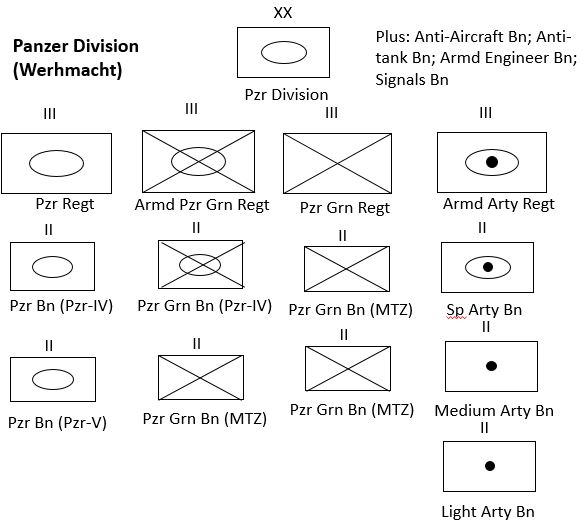 XX
Panzer Division
(Werhmacht)
Plus: Anti-Aircraft Bn; Anti-
tank Bn; Armd Engineer Bn;
Signals Bn
Pzr Division
III
III
III
III
Pzr Regt
Armd Pzr Grn Regt
Pzr Grn Regt
Armd Arty Regt
II
II
II
II
Pzr Bn (Pzr-IV)
Pzr Grn Bn (Pzr-IV)
Pzr Grn Bn (MTZ)
Sp Arty Bn
II
II
II
II
Pzr Bn (Pzr-V)
Pzr Grn Bn (MTZ)
Pzr Grn Bn (MTZ)
Medium Arty Bn
II
Light Arty Bn